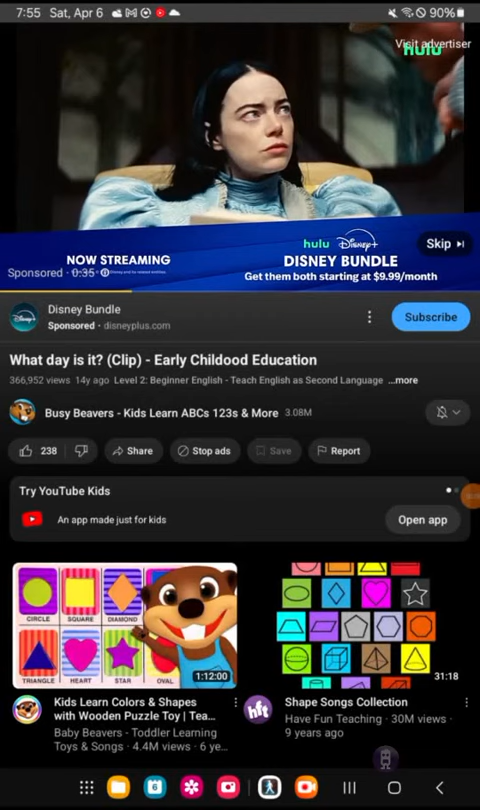 7:55 Sat, Apr 6
90%
Visit advertiser
hulu
hulu Disney+
NOW STREAMING
DISNEY BUNDLE
Skip
Sponsored · 0:35
Get them both starting at $9.99/month
Disney Bundle
Sponsored · disneyplus.com
Subscribe
What day is it? (Clip) - Early Childood Education
366,952 views 14y ago Level 2: Beginner English - Teach English as Second Language ...more
Busy Beavers - Kids Learn ABCs 123s & More 3.08M
238
Share
Stop ads
Save
Report
Try YouTube Kids
An app made just for kids
Open app
CIRCLE SQUARE DIAMOND
TRIANGLE HEART STAR OVAL
1:12:00
31:18
Kids Learn Colors & Shapes
with Wooden Puzzle Toy | Tea...
Baby Beavers - Toddler Learning
Toys & Songs · 4.4M views · 6 ye...
hft
Shape Songs Collection
Have Fun Teaching · 30M views ·
9 years ago
6